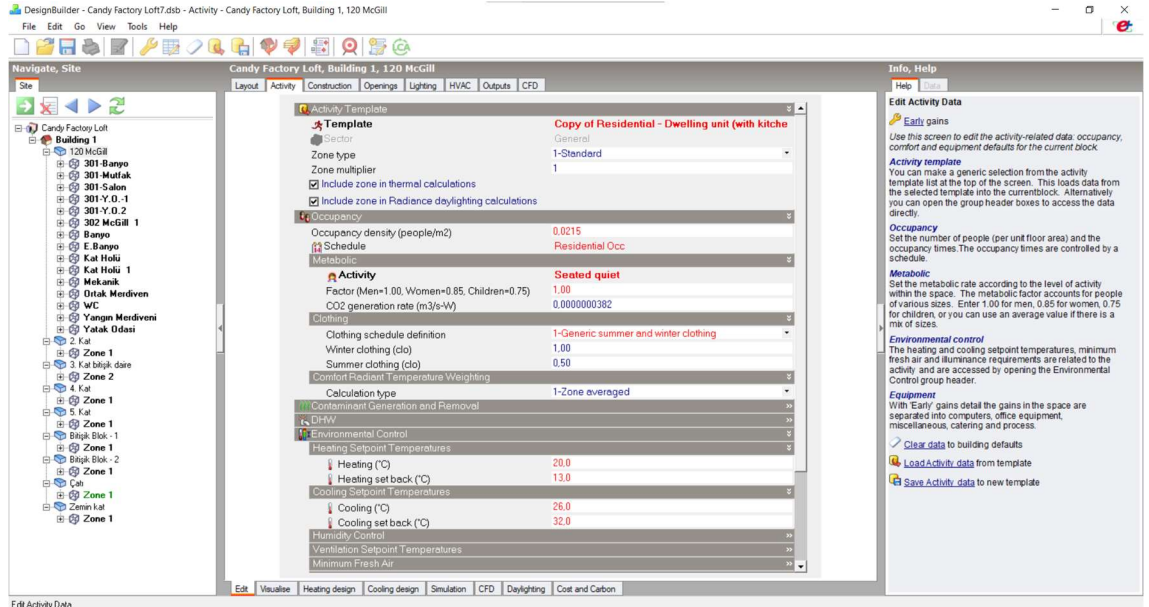 DesignBuilder - Candy Factory Loft7.dsb - Activity - Candy Factory Loft, Building 1, 120 McGill
File Edit Go View Tools Help
Navigate, Site
Site
Candy Factory Loft
Building 1
120 McGill
301-Banyo
301-Mutfak
301-Salon
301-Y.O.-1
301-Y.O.2
302 McGill 1
Banyo
E.Banyo
Kat Holü
Kat Holü 1
Mekanik
Ortak Merdiven
WC
Yangın Merdiveni
Yatak Odasi
2. Kat
Zone 1
3. Kat bitişik daire
Zone 2
4. Kat
Zone 1
5. Kat
Zone 1
Bitişik Blok - 1
Zone 1
Bitişik Blok - 2
Zone 1
Çatı
Zone 1
Zemin kat
Zone 1
Candy Factory Loft, Building 1, 120 McGill
Layout Activity Construction Openings Lighting HVAC Outputs CFD
Activity Template
Template Copy of Residential - Dwelling unit (with kitche
Sector General
Zone type 1-Standard
Zone multiplier 1
Include zone in thermal calculations
Include zone in Radiance daylighting calculations
Occupancy
Occupancy density (people/m2) 0,0215
Schedule Residential Occ
Metabolic
Activity Seated quiet
Factor (Men=1.00, Women=0.85, Children=0.75) 1,00
CO2 generation rate (m3/s-W) 0,0000000382
Clothing
Clothing schedule definition 1-Generic summer and winter clothing
Winter clothing (clo) 1,00
Summer clothing (clo) 0,50
Comfort Radiant Temperature Weighting
Calculation type 1-Zone averaged
Contaminant Generation and Removal
DHW
Environmental Control
Heating Setpoint Temperatures
Heating (°C) 20,0
Heating set back (°C) 13,0
Cooling Setpoint Temperatures
Cooling (°C) 26,0
Cooling set back (°C) 32,0
Humidity Control
Ventilation Setpoint Temperatures
Minimum Fresh Air
Edit Visualise Heating design Cooling design Simulation CFD Daylighting Cost and Carbon
Info, Help
Help Data
Edit Activity Data
Early gains
Use this screen to edit the activity-related data: occupancy,
comfort and equipment defaults for the current block.
Activity template
You can make a generic selection from the activity
template list at the top of the screen. This loads data from
the selected template into the currentblock. Alternatively
you can open the group header boxes to access the data
directly.
Occupancy
Set the number of people (per unit floor area) and the
occupancy times.The occupancy times are controlled by a
schedule.
Metabolic
Set the metabolic rate according to the level of activity
within the space. The metabolic factor accounts for people
of various sizes. Enter 1.00 for men, 0.85 for women, 0.75
for children, or you can use an average value if there is a
mix of sizes.
Environmental control
The heating and cooling setpoint temperatures, minimum
fresh air and illuminance requirements are related to the
activity and are accessed by opening the Environmental
Control group header.
Equipment
With 'Early' gains detail the gains in the space are
separated into computers, office equipment,
miscellaneous, catering and process.
Clear data to building defaults
Load Activity data from template
Save Activity data to new template
Edit Activity Data